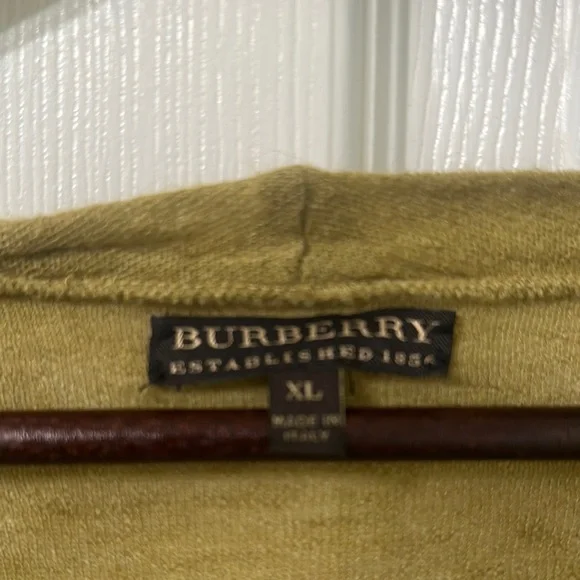 BURBERRY
ESTABLISHED 1856
XL
MADE IN
ITALY